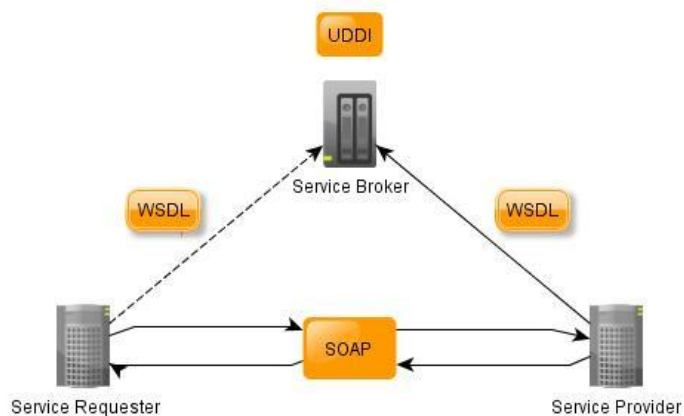 UDDI
Service Broker
WSDL
WSDL
SOAP
Service Requester
Service Provider